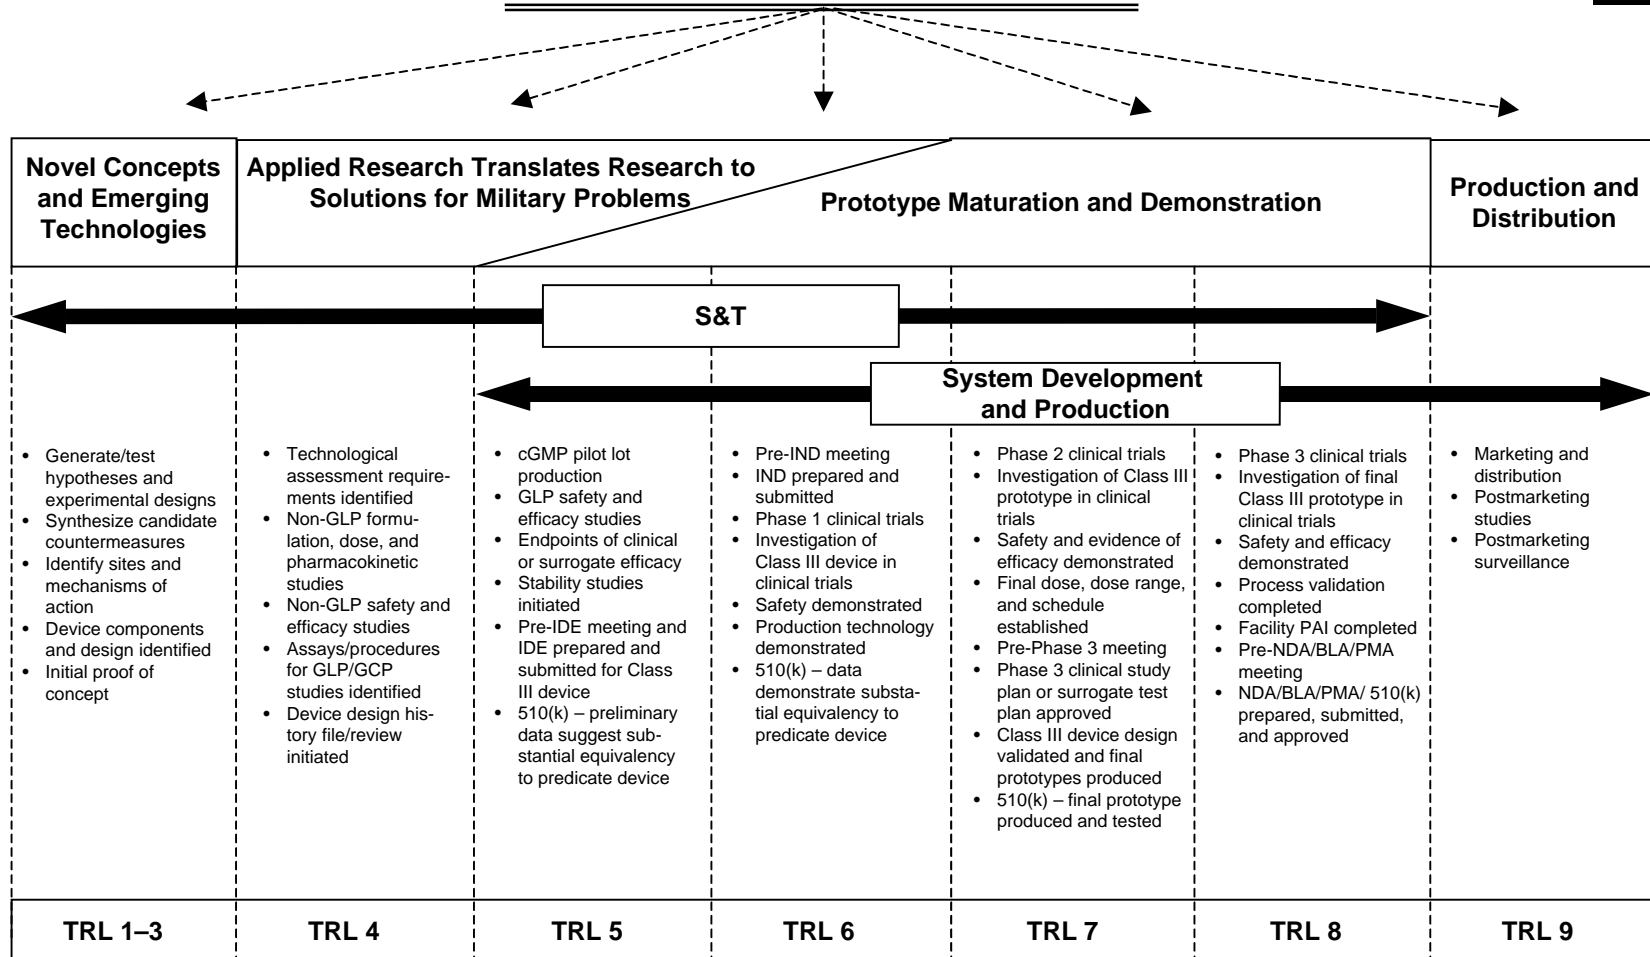 Novel Concepts
and Emerging
Technologies
Applied Research Translates Research to
Solutions for Military Problems
Prototype Maturation and Demonstration
Production and
Distribution
S&T
System Development
and Production
• Generate/test
hypotheses and
experimental designs
• Synthesize candidate
countermeasures
• Identify sites and
mechanisms of
action
• Device components
and design identified
• Initial proof of
concept
• Technological
assessment require-
ments identified
• Non-GLP formu-
lation, dose, and
pharmacokinetic
studies
• Non-GLP safety and
efficacy studies
• Assays/procedures
for GLP/GCP
studies identified
• Device design his-
tory file/review
initiated
• cGMP pilot lot
production
• GLP safety and
efficacy studies
• Endpoints of clinical
or surrogate efficacy
• Stability studies
initiated
• Pre-IDE meeting and
IDE prepared and
submitted for Class
III device
• 510(k) – preliminary
data suggest sub-
stantial equivalency
to predicate device
• Pre-IND meeting
• IND prepared and
submitted
• Phase 1 clinical trials
• Investigation of
Class III device in
clinical trials
• Safety demonstrated
• Production technology
demonstrated
• 510(k) – data
demonstrate substa-
tial equivalency to
predicate device
• Phase 2 clinical trials
• Investigation of Class III
prototype in clinical
trials
• Safety and evidence of
efficacy demonstrated
• Final dose, dose range,
and schedule
established
• Pre-Phase 3 meeting
• Phase 3 clinical study
plan or surrogate test
plan approved
• Class III device design
validated and final
prototypes produced
• 510(k) – final prototype
produced and tested
• Phase 3 clinical trials
• Investigation of final
Class III prototype in
clinical trials
• Safety and efficacy
demonstrated
• Process validation
completed
• Facility PAI completed
• Pre-NDA/BLA/PMA
meeting
• NDA/BLA/PMA/ 510(k)
prepared, submitted,
and approved
• Marketing and
distribution
• Postmarketing
studies
• Postmarketing
surveillance
TRL 1–3
TRL 4
TRL 5
TRL 6
TRL 7
TRL 8
TRL 9